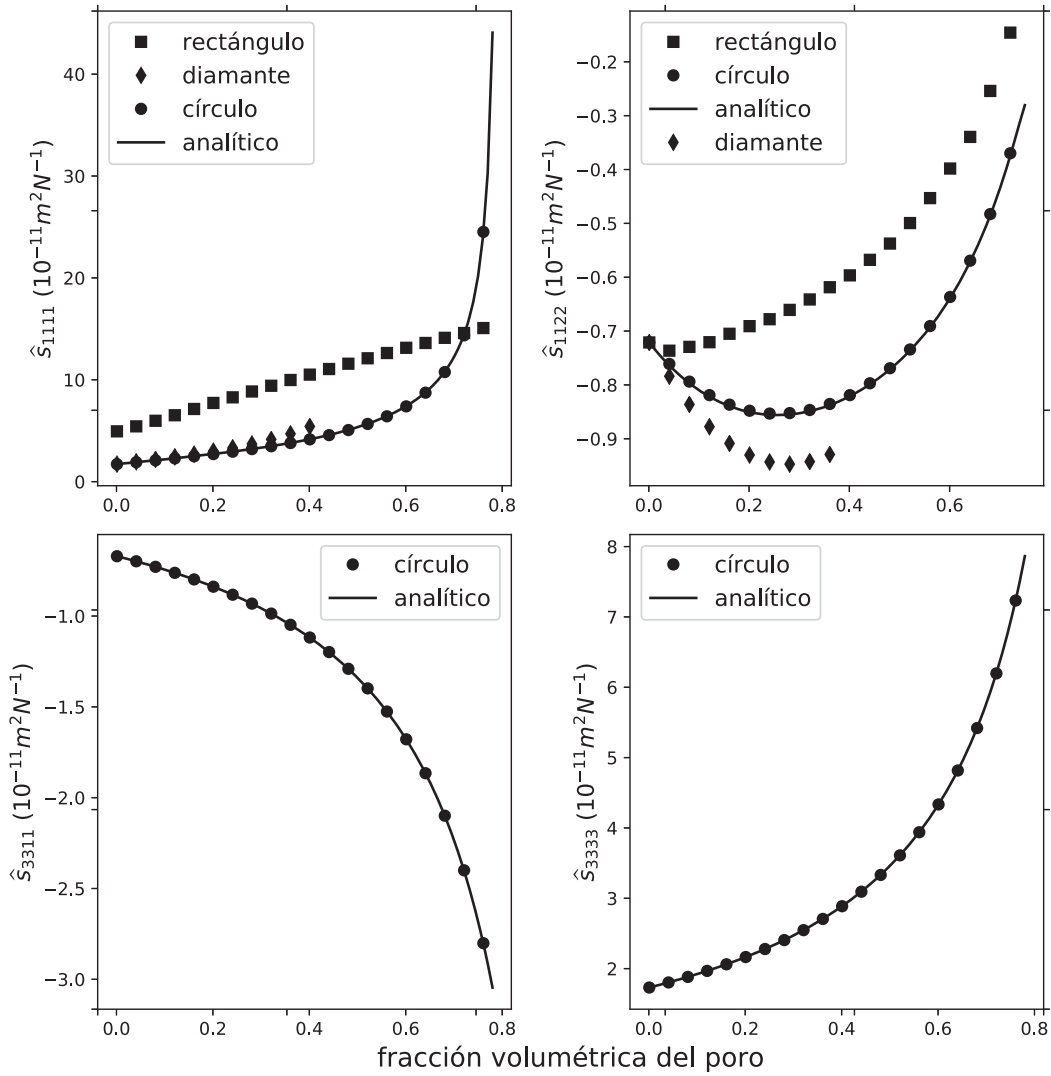 rectángulo
diamante
círculo
analítico
40
30
20
10
0
ŝ₁₁₁₁ (10⁻¹¹m²N⁻¹)
0.0 0.2 0.4 0.6 0.8
rectángulo
círculo
analítico
diamante
−0.2
−0.3
−0.4
−0.5
−0.6
−0.7
−0.8
−0.9
ŝ₁₁₂₂ (10⁻¹¹m²N⁻¹)
0.0 0.2 0.4 0.6
círculo
analítico
−1.0
−1.5
−2.0
−2.5
−3.0
ŝ₃₃₁₁ (10⁻¹¹m²N⁻¹)
0.0 0.2 0.4 0.6 0.8
círculo
analítico
8
7
6
5
4
3
2
ŝ₃₃₃₃ (10⁻¹¹m²N⁻¹)
0.0 0.2 0.4 0.6 0.8
fracción volumétrica del poro